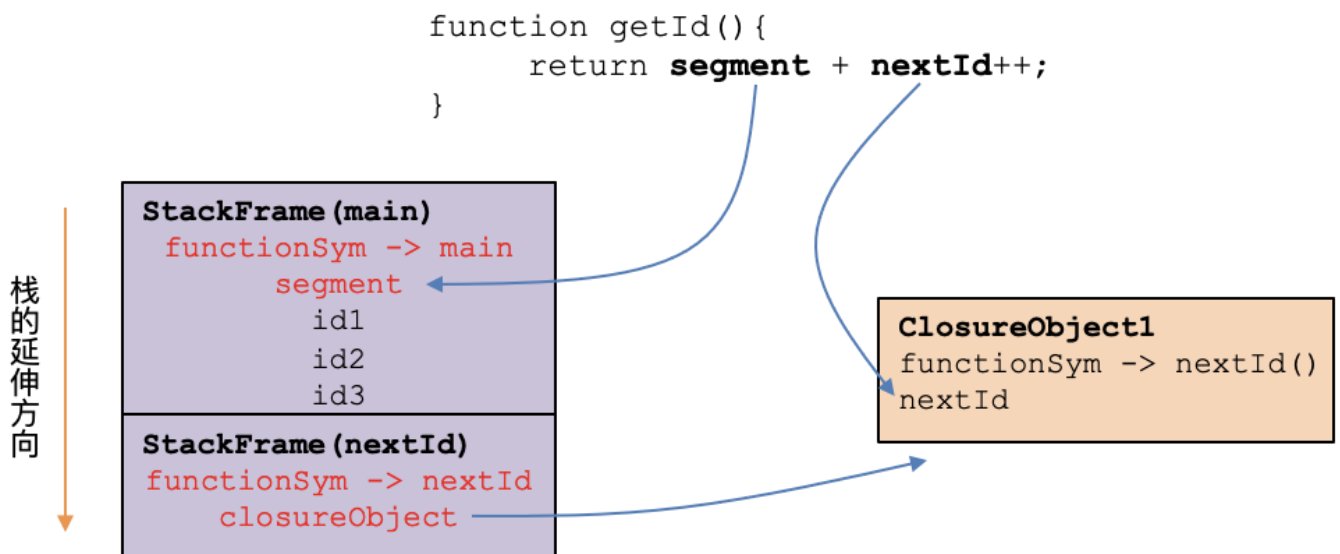 function getId(){
return segment + nextId++;
}
栈的延伸方向
StackFrame(main)
functionSym -> main
segment
id1
id2
id3
StackFrame(nextId)
functionSym -> nextId
closureObject
ClosureObject1
functionSym -> nextId()
nextId